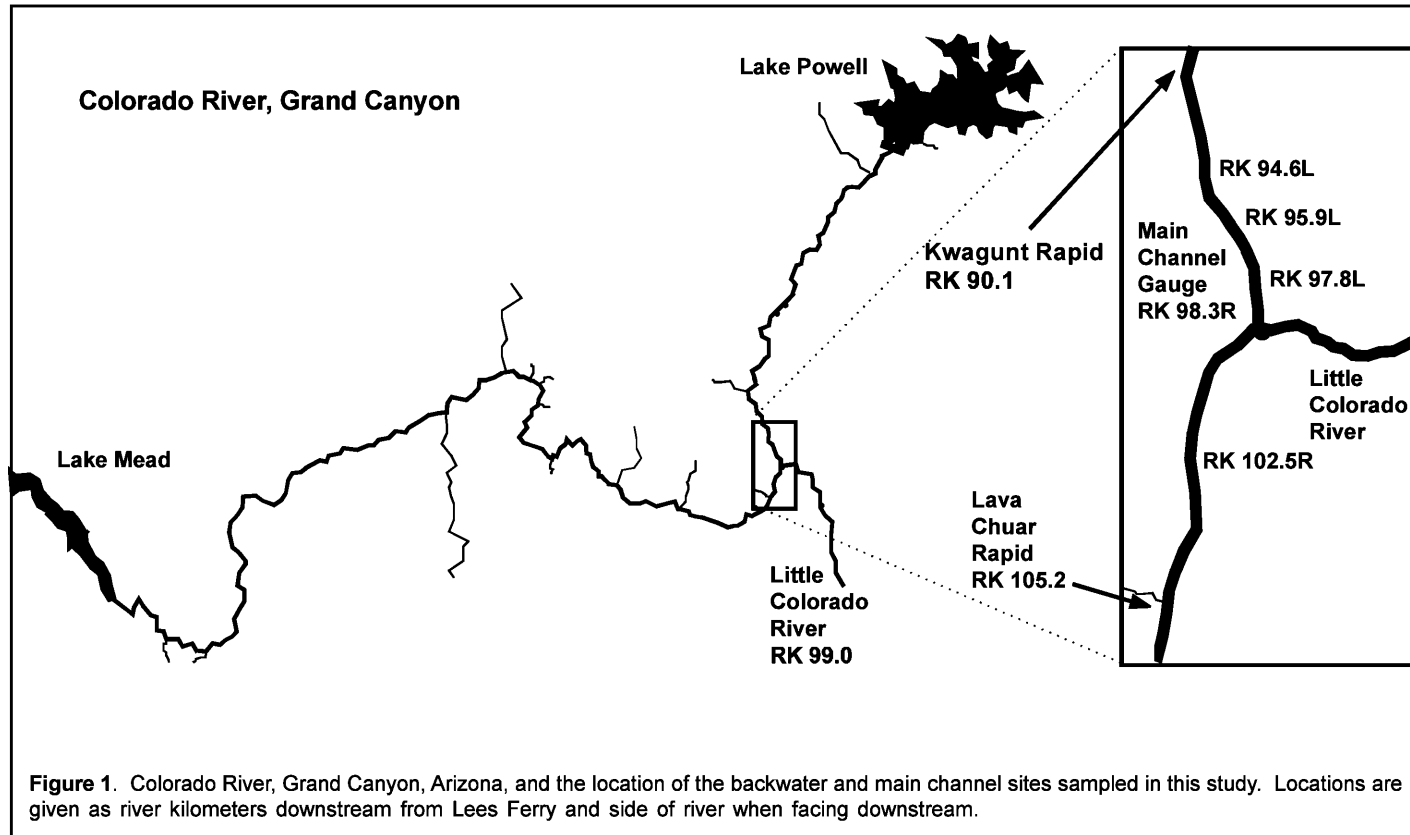 Colorado River, Grand Canyon
Lake Powell
Kwagunt Rapid
RK 90.1
RK 94.6L
RK 95.9L
Main
Channel
Gauge
RK 98.3R
RK 97.8L
Little
Colorado
River
RK 102.5R
Lava
Chuar
Rapid
RK 105.2
Lake Mead
Little
Colorado
River
RK 99.0
Figure 1. Colorado River, Grand Canyon, Arizona, and the location of the backwater and main channel sites sampled in this study. Locations are
given as river kilometers downstream from Lees Ferry and side of river when facing downstream.